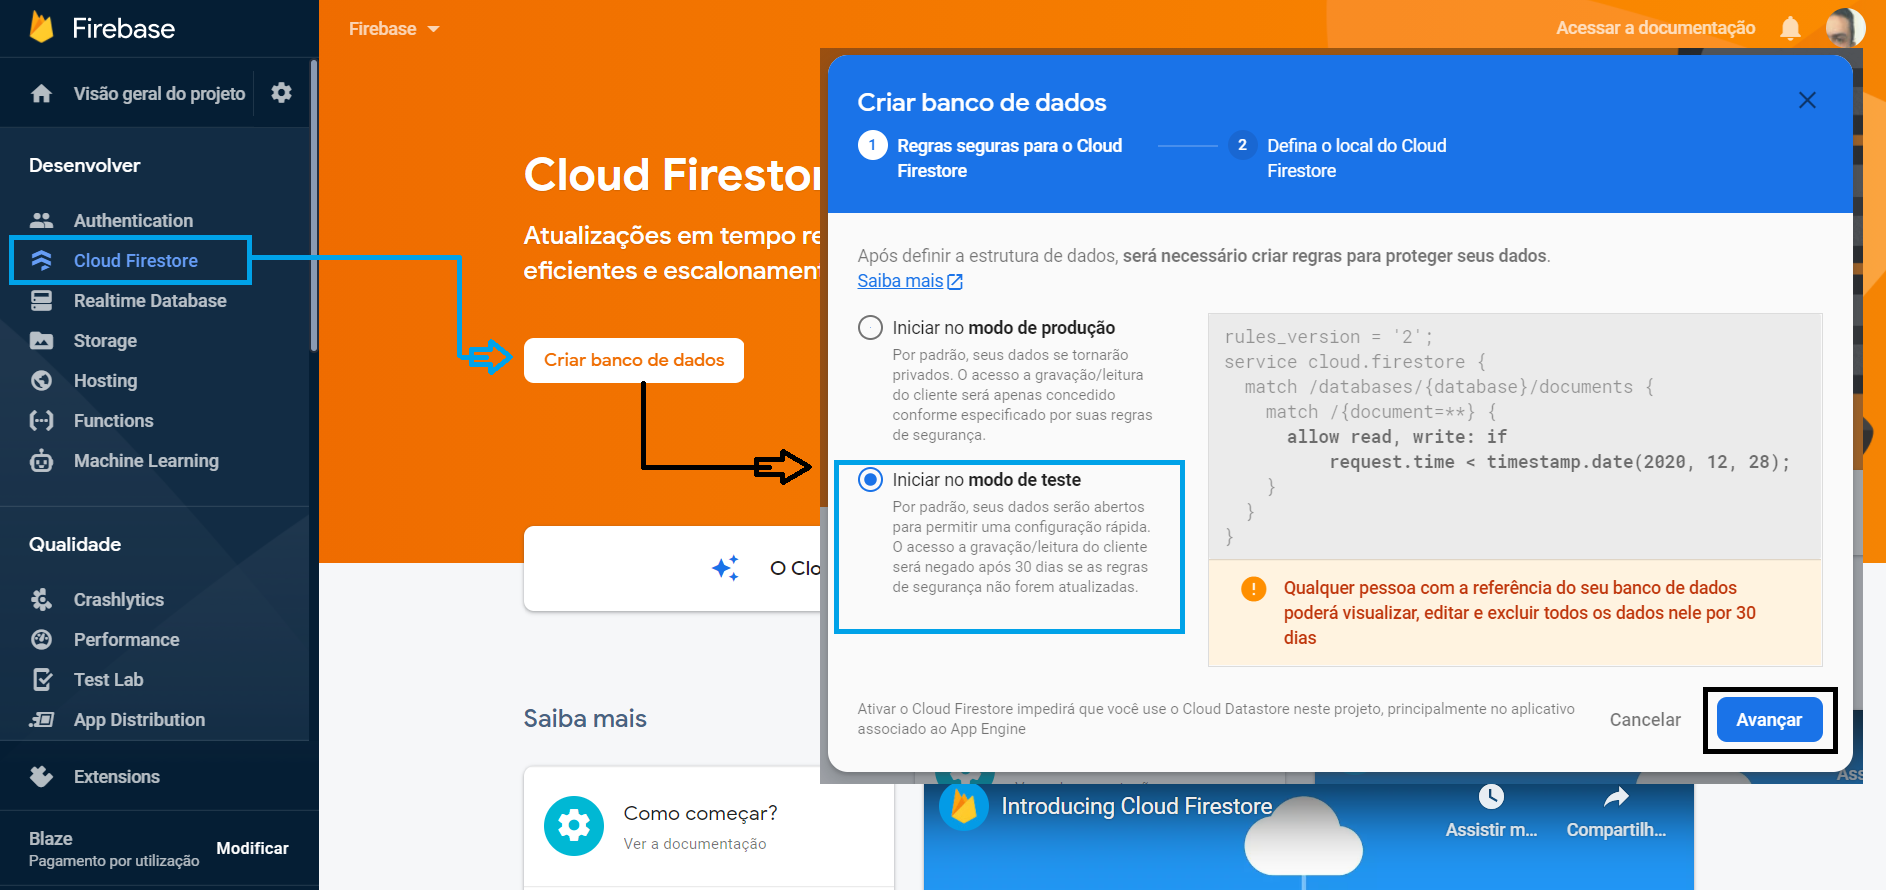 Firebase
Visão geral do projeto
Desenvolver
Authentication
Cloud Firestore
Realtime Database
Storage
Hosting
Functions
Machine Learning
Qualidade
Crashlytics
Performance
Test Lab
App Distribution
Extensions
Blaze
Pagamento por utilização
Modificar
Firebase
Acessar a documentação
Cloud Firestor
Atualizações em tempo re
eficientes e escalonament
Criar banco de dados
O Clo
Saiba mais
Como começar?
Ver a documentação
Criar banco de dados
1 Regras seguras para o Cloud
Firestore
2 Defina o local do Cloud
Firestore
Após definir a estrutura de dados, será necessário criar regras para proteger seus dados.
Saiba mais
Iniciar no modo de produção
Por padrão, seus dados se tornarão
privados. O acesso a gravação/leitura
do cliente será apenas concedido
conforme especificado por suas regras
de segurança.
Iniciar no modo de teste
Por padrão, seus dados serão abertos
para permitir uma configuração rápida.
O acesso a gravação/leitura do cliente
será negado após 30 dias se as regras
de segurança não forem atualizadas.
rules_version = '2';
service cloud.firestore {
match /databases/{database}/documents {
match /{document=**} {
allow read, write: if
request.time < timestamp.date(2020, 12, 28);
}
}
}
Qualquer pessoa com a referência do seu banco de dados
poderá visualizar, editar e excluir todos os dados nele por 30
dias
Ativar o Cloud Firestore impedirá que você use o Cloud Datastore neste projeto, principalmente no aplicativo
associado ao App Engine
Cancelar
Avançar
Ass
Introducing Cloud Firestore
Assistir m...
Compartilh...